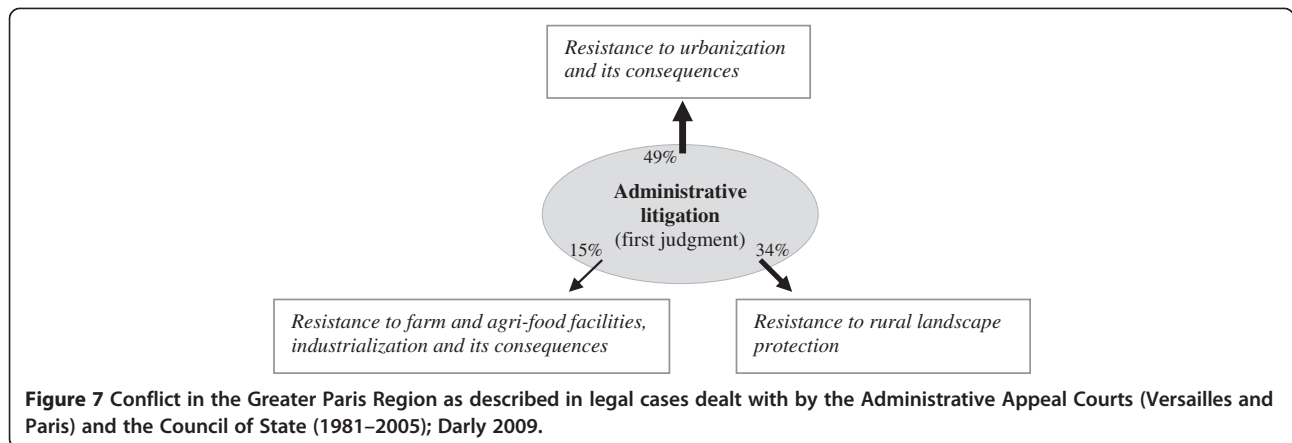 Resistance to urbanization
and its consequences
49%
Administrative
litigation
(first judgment)
15%
34%
Resistance to farm and agri-food facilities,
industrialization and its consequences
Resistance to rural landscape
protection
Figure 7 Conflict in the Greater Paris Region as described in legal cases dealt with by the Administrative Appeal Courts (Versailles and
Paris) and the Council of State (1981–2005); Darly 2009.